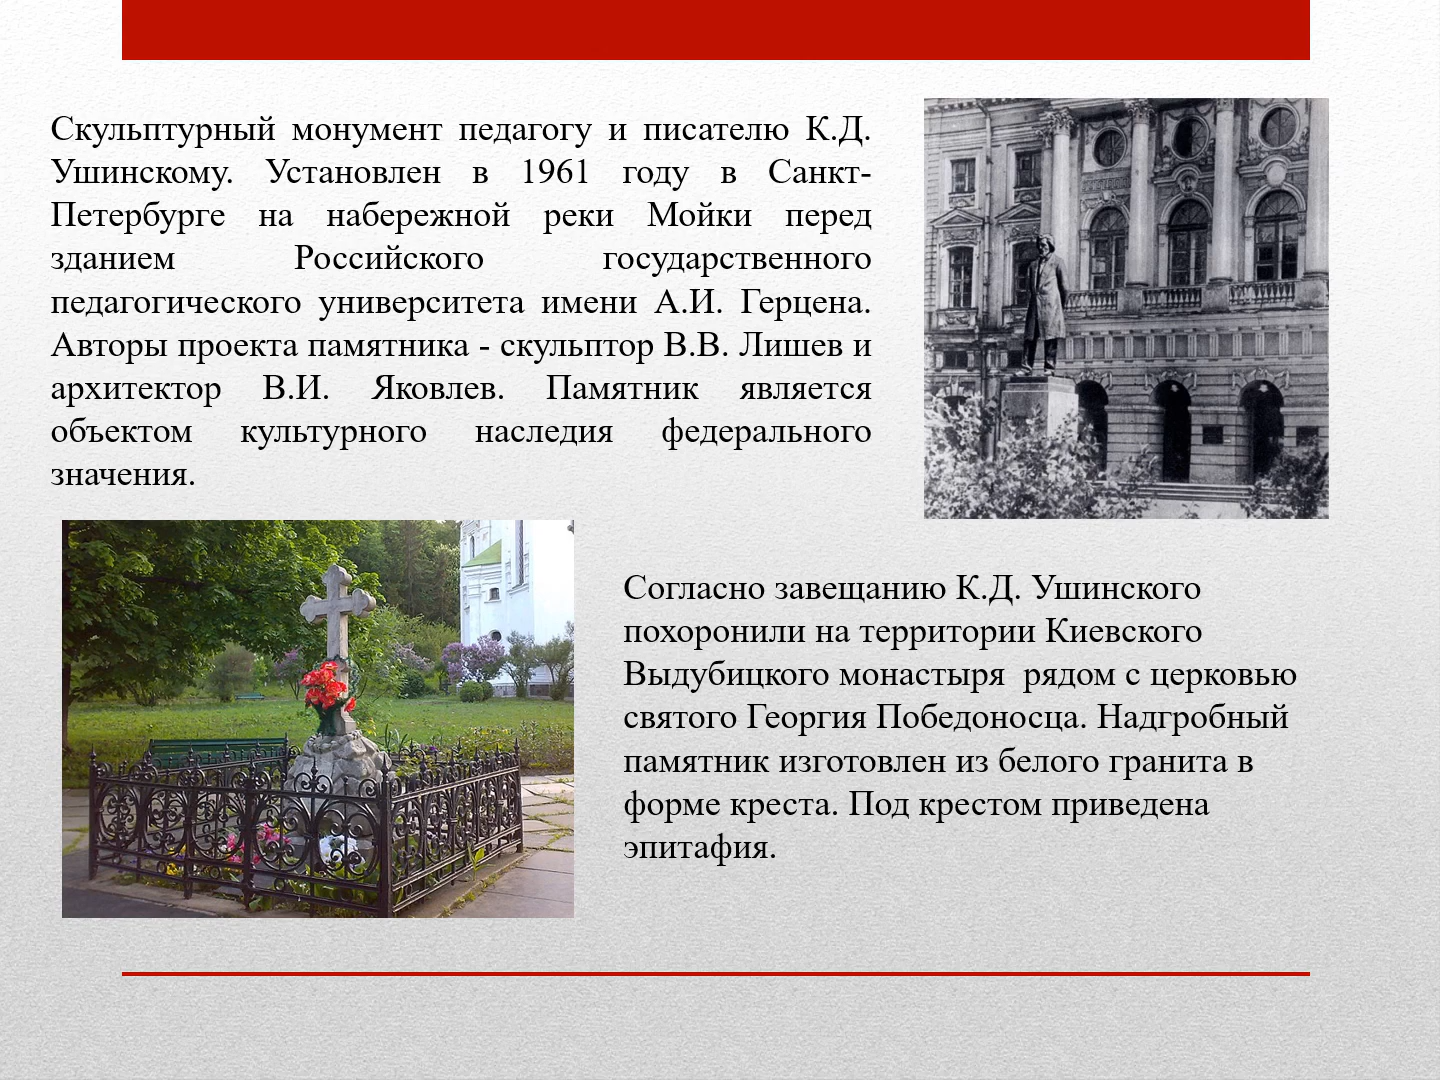 Скульптурный монумент педагогу и писателю К.Д.
Ушинскому. Установлен в 1961 году в Санкт-
Петербурге на набережной реки Мойки перед
зданием Российского государственного
педагогического университета имени А.И. Герцена.
Авторы проекта памятника - скульптор В.В. Лишев и
архитектор В.И. Яковлев. Памятник является
объектом культурного наследия федерального
значения.
Согласно завещанию К.Д. Ушинского
похоронили на территории Киевского
Выдубицкого монастыря  рядом с церковью
святого Георгия Победоносца. Надгробный
памятник изготовлен из белого гранита в
форме креста. Под крестом приведена
эпитафия.